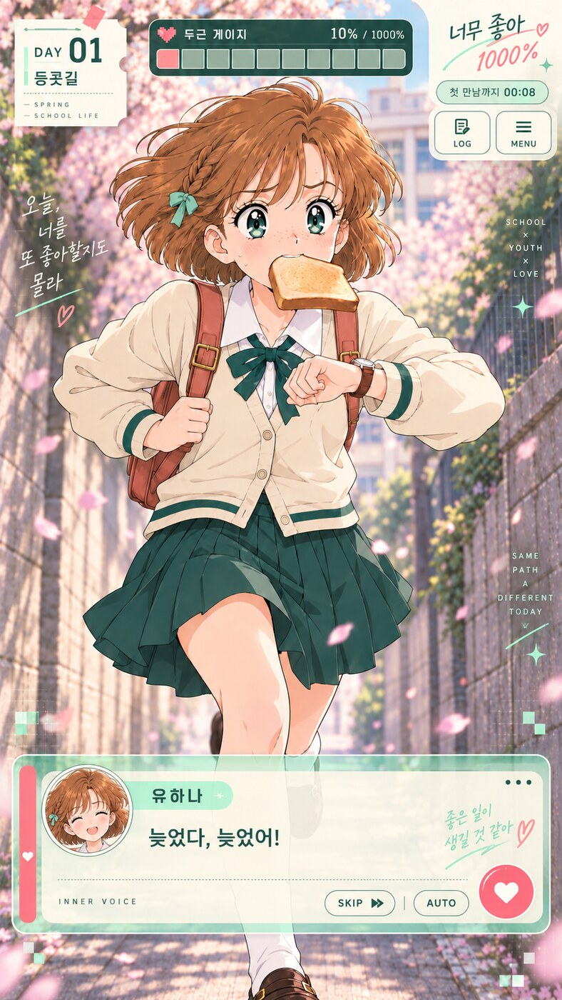 DAY 01
등굣길
— SPRING
— SCHOOL LIFE
두근 게이지 10% / 1000%
너무 좋아
1000%
첫 만남까지 00:08
LOG
MENU
오늘,
너를
또 좋아할지도
몰라
SCHOOL
×
YOUTH
×
LOVE
SAME
PATH
A
DIFFERENT
TODAY
유하나
늦었다, 늦었어!
좋은 일이
생길 것 같아
INNER VOICE
SKIP
AUTO